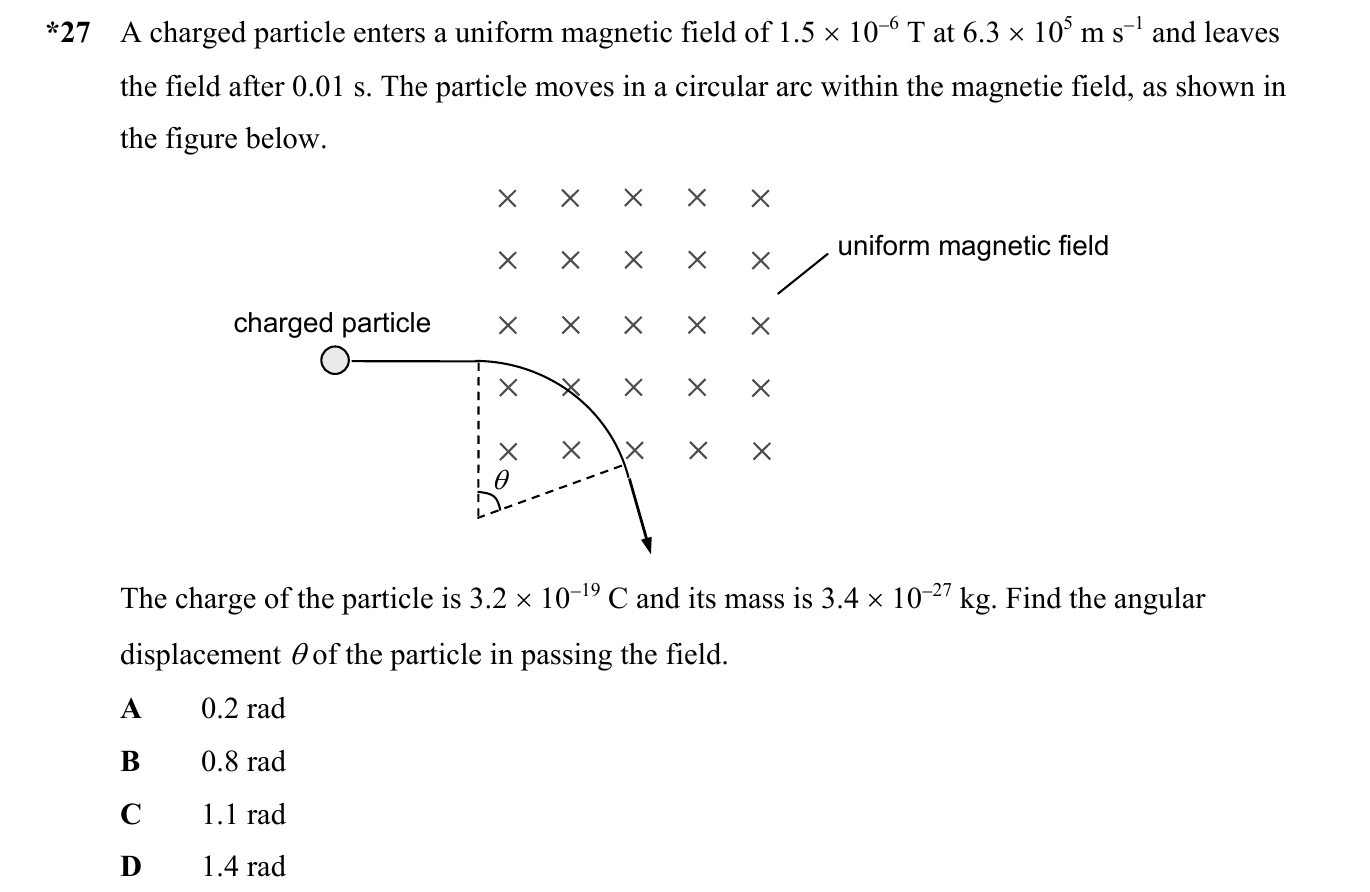 *27 A charged particle enters a uniform magnetic field of 1.5 × 10⁻⁶ T at 6.3 × 10⁵ m s⁻¹ and leaves
the field after 0.01 s. The particle moves in a circular arc within the magnetie field, as shown in
the figure below.
uniform magnetic field
charged particle
θ
The charge of the particle is 3.2 × 10⁻¹⁹ C and its mass is 3.4 × 10⁻²⁷ kg. Find the angular
displacement θ of the particle in passing the field.
A 0.2 rad
B 0.8 rad
C 1.1 rad
D 1.4 rad